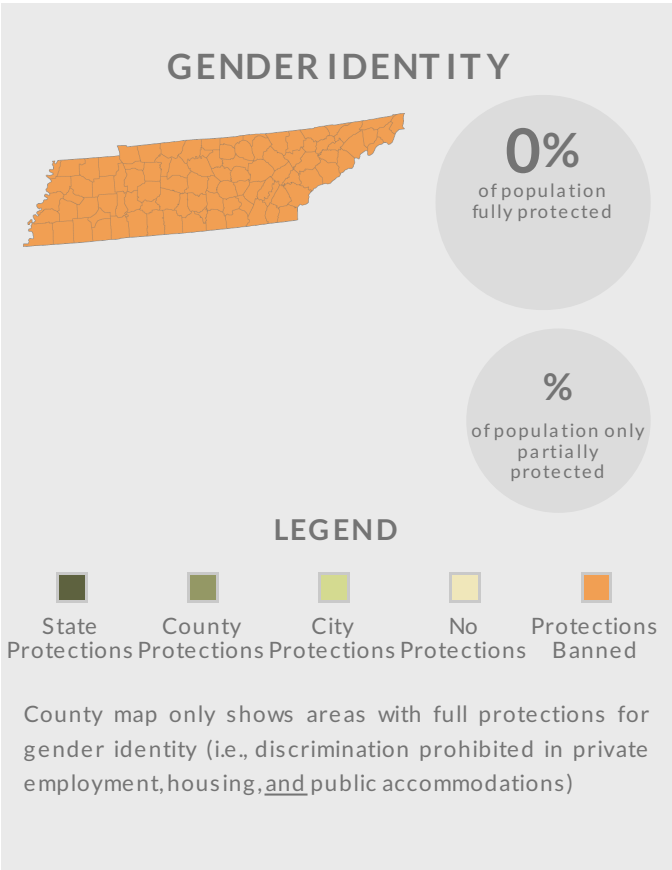 GENDER IDENTITY
0%
of population
fully protected
%
of population only
partially
protected
LEGEND
State
Protections
County
Protections
City
Protections
No
Protections
Protections
Banned
County map only shows areas with full protections for
gender identity (i.e., discrimination prohibited in private
employment, housing, and public accommodations)